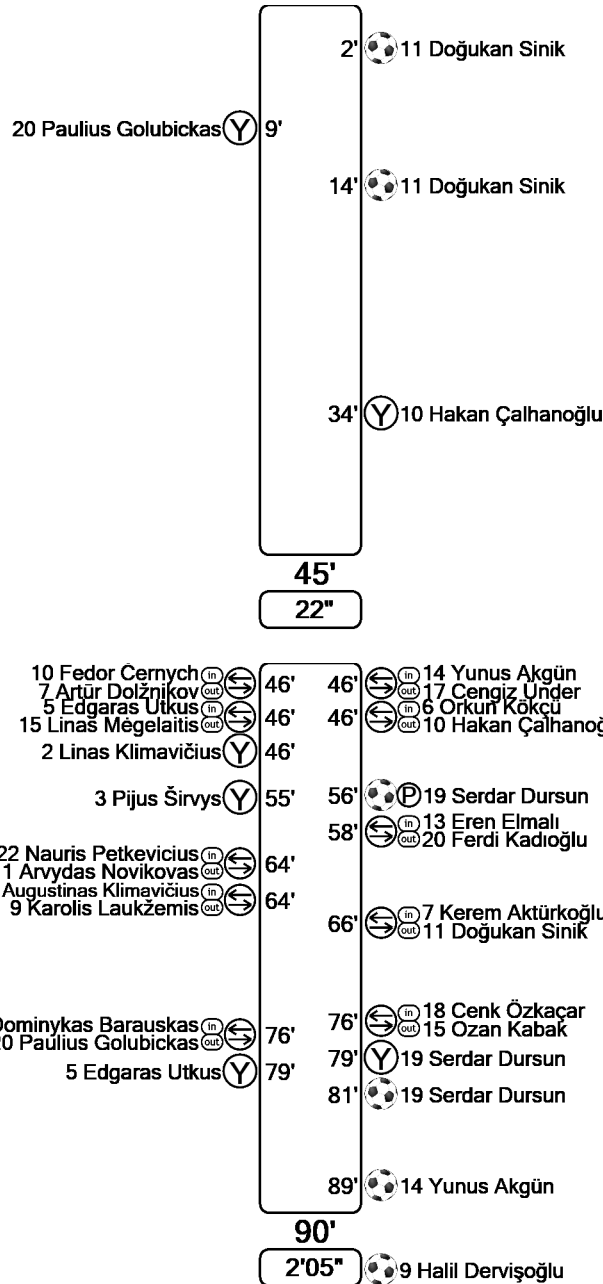 2' 11 Doğukan Sinik
20 Paulius Golubickas Y 9'
14' 11 Doğukan Sinik
34' Y 10 Hakan Çalhanoğlu
45'
22"
10 Fedor Černych in 46' 46' in 14 Yunus Akgün
7 Artūr Dolžnikov out out 17 Cengiz Ünder
5 Edgaras Utkus in 46' 46' in 6 Orkun Kökçü
15 Linas Mėgelaitis out out 10 Hakan Çalhanoğ
2 Linas Klimavičius Y 46'
3 Pijus Širvys Y 55' 56' P 19 Serdar Dursun
58' in 13 Eren Elmalı
out 20 Ferdi Kadıoğlu
22 Nauris Petkevicius in 64'
1 Arvydas Novikovas out
Augustinas Klimavičius in 64'
9 Karolis Laukžemis out
66' in 7 Kerem Aktürkoğlu
out 11 Doğukan Sinik
76' in 18 Cenk Özkaçar
out 15 Ozan Kabak
Dominykas Barauskas in 76'
20 Paulius Golubickas out
79' Y 19 Serdar Dursun
5 Edgaras Utkus Y 79'
81' 19 Serdar Dursun
89' 14 Yunus Akgün
90'
2'05" 9 Halil Dervişoğlu